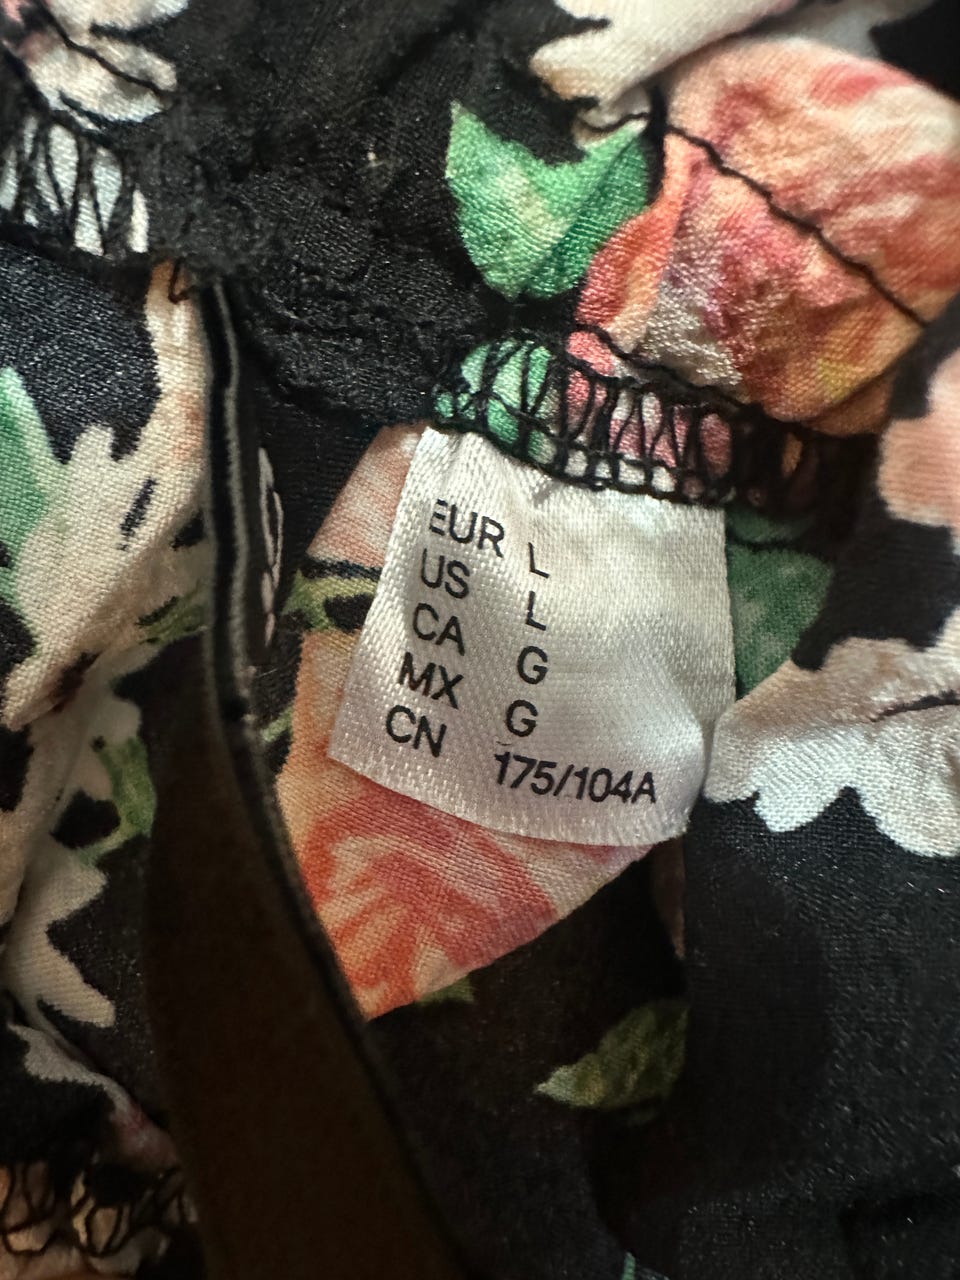 EUR L
US L
CA G
MX G
CN 175/104A